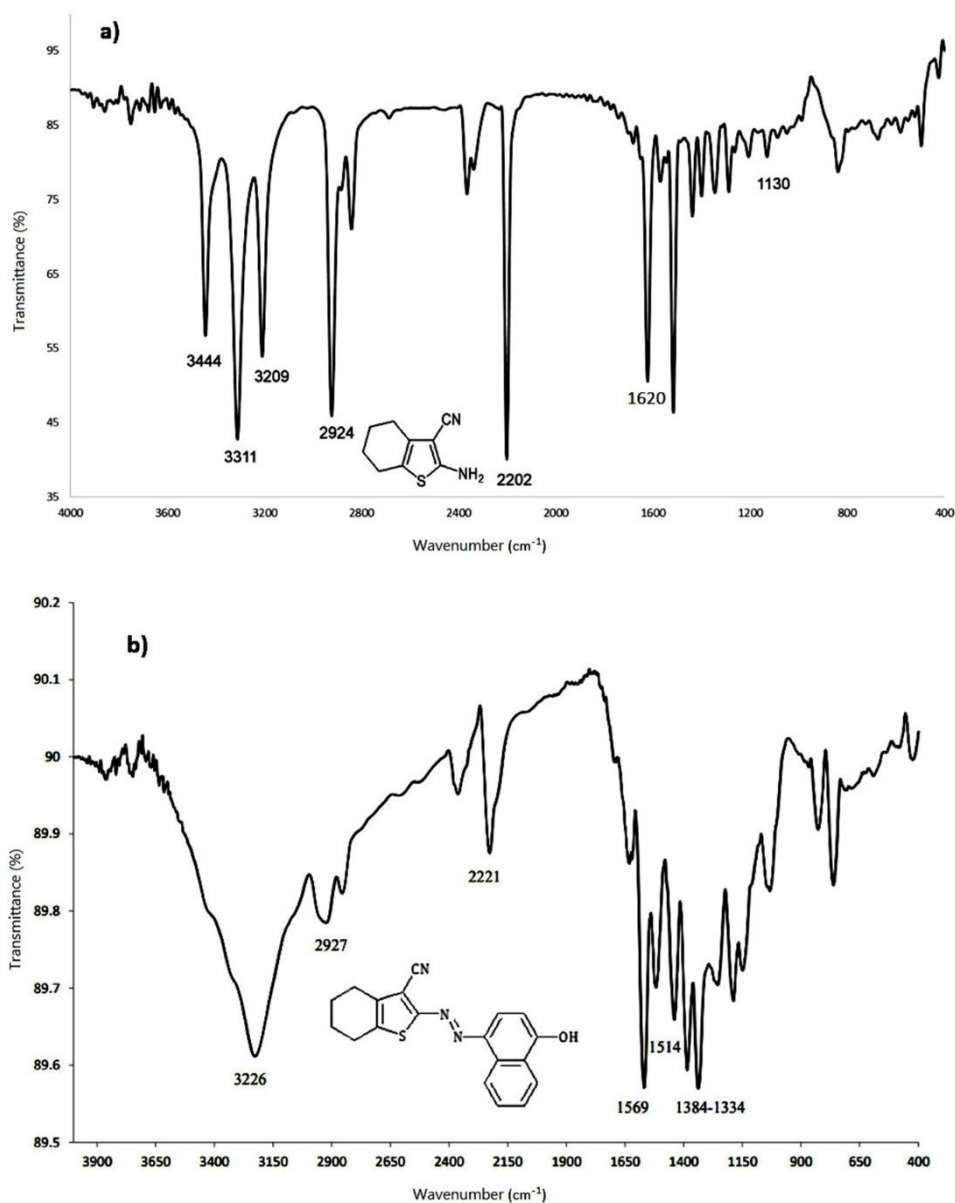 a)
95
85
75
65
55
45
35
Transmittance (%)
3444
3311
3209
2924
2202
1620
1130
CN
S
NH₂
4000 3600 3200 2800 2400 2000 1600 1200 800 400
Wavenumber (cm⁻¹)
b)
90.2
90.1
90
89.9
89.8
89.7
89.6
89.5
Transmittance (%)
3226
2927
2221
1569
1514
1384-1334
CN
S
N
N
OH
3900 3650 3400 3150 2900 2650 2400 2150 1900 1650 1400 1150 900 650 400
Wavenumber (cm⁻¹)